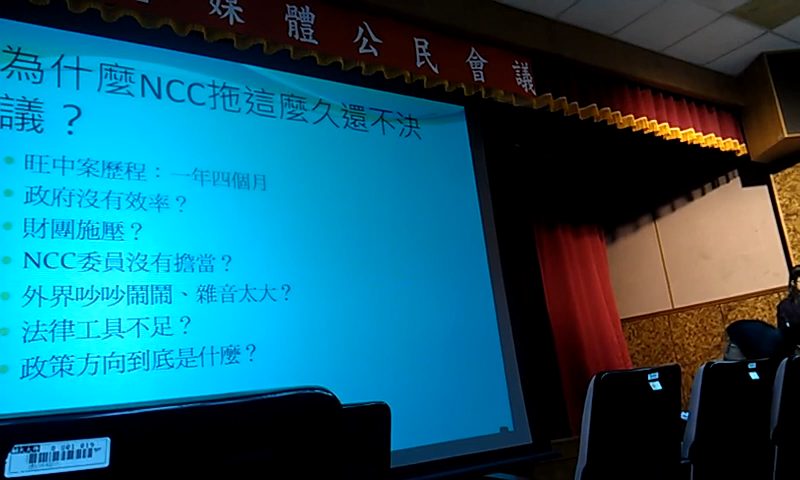 媒體公民會議
為什麼NCC拖這麼久還不決
議？
旺中案歷程：一年四個月
政府沒有效率？
財團施壓？
NCC委員沒有擔當？
外界吵吵鬧鬧、雜音太大？
法律工具不足？
政策方向到底是什麼？